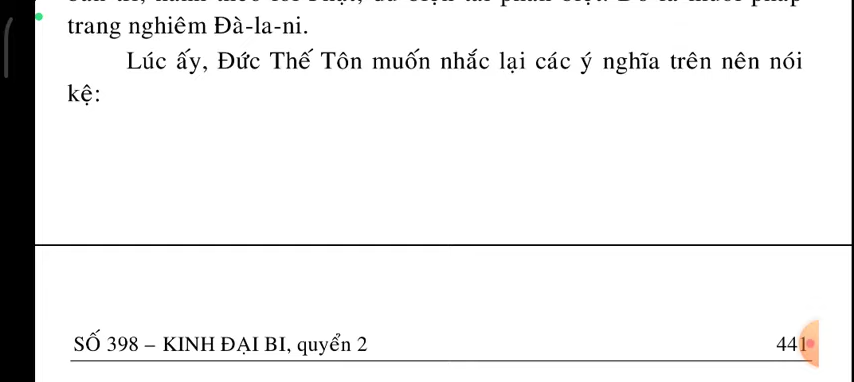 trang nghiêm Đà-la-ni.
Lúc ấy, Đức Thế Tôn muốn nhắc lại các ý nghĩa trên nên nói
kệ:
SỐ 398 – KINH ĐẠI BI, quyển 2 441